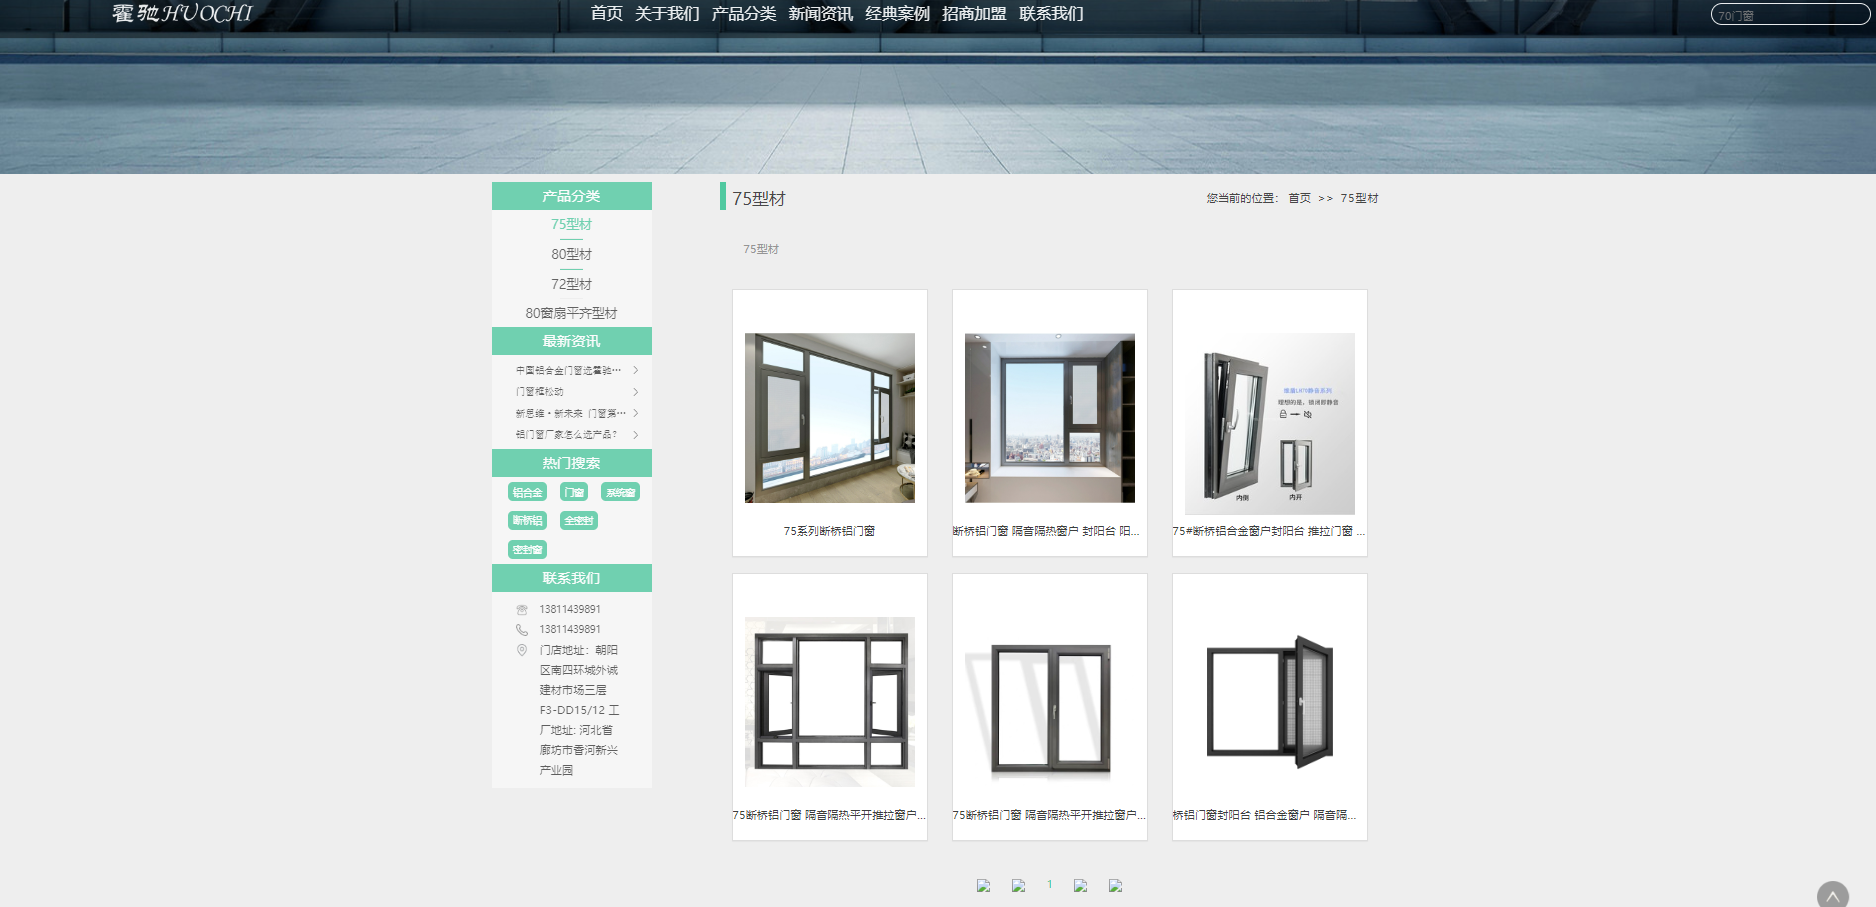 霍驰HUOCHI
首页 关于我们 产品分类 新闻资讯 经典案例 招商加盟 联系我们
70门窗
产品分类
75型材
80型材
72型材
80窗扇平齐型材
最新资讯
中国铝合金门窗选霍驰···
门窗框松动
新思维·新未来 门窗第···
铝门窗厂家怎么选产品？
热门搜索
铝合金 门窗 系统窗
断桥铝 全密封
密封窗
联系我们
13811439891
13811439891
门店地址：朝阳
区南四环城外诚
建材市场三层
F3-DD15/12 工
厂地址: 河北省
廊坊市香河新兴
产业园
75型材
您当前的位置： 首页 >> 75型材
75型材
75系列断桥铝门窗
断桥铝门窗 隔音隔热窗户 封阳台 阳...
理想的是，锁闭即静音
内倒
内开
75#断桥铝合金窗户封阳台 推拉门窗 ...
75断桥铝门窗 隔音隔热平开推拉窗户...
75断桥铝门窗 隔音隔热平开推拉窗户...
桥铝门窗封阳台 铝合金窗户 隔音隔...
1